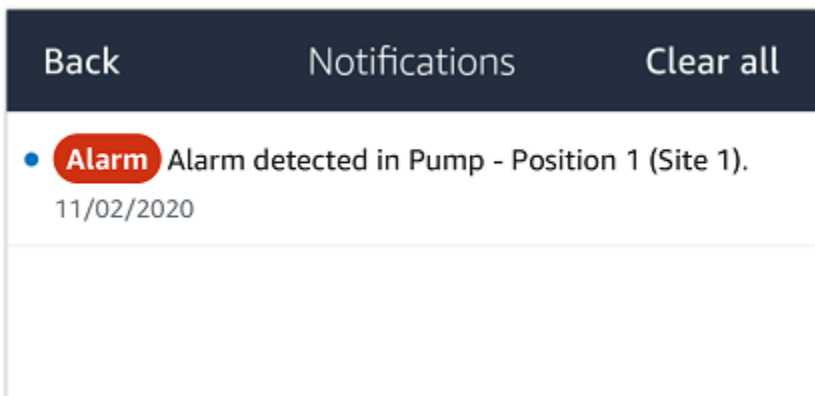 Back Notifications Clear all
Alarm Alarm detected in Pump - Position 1 (Site 1).
11/02/2020